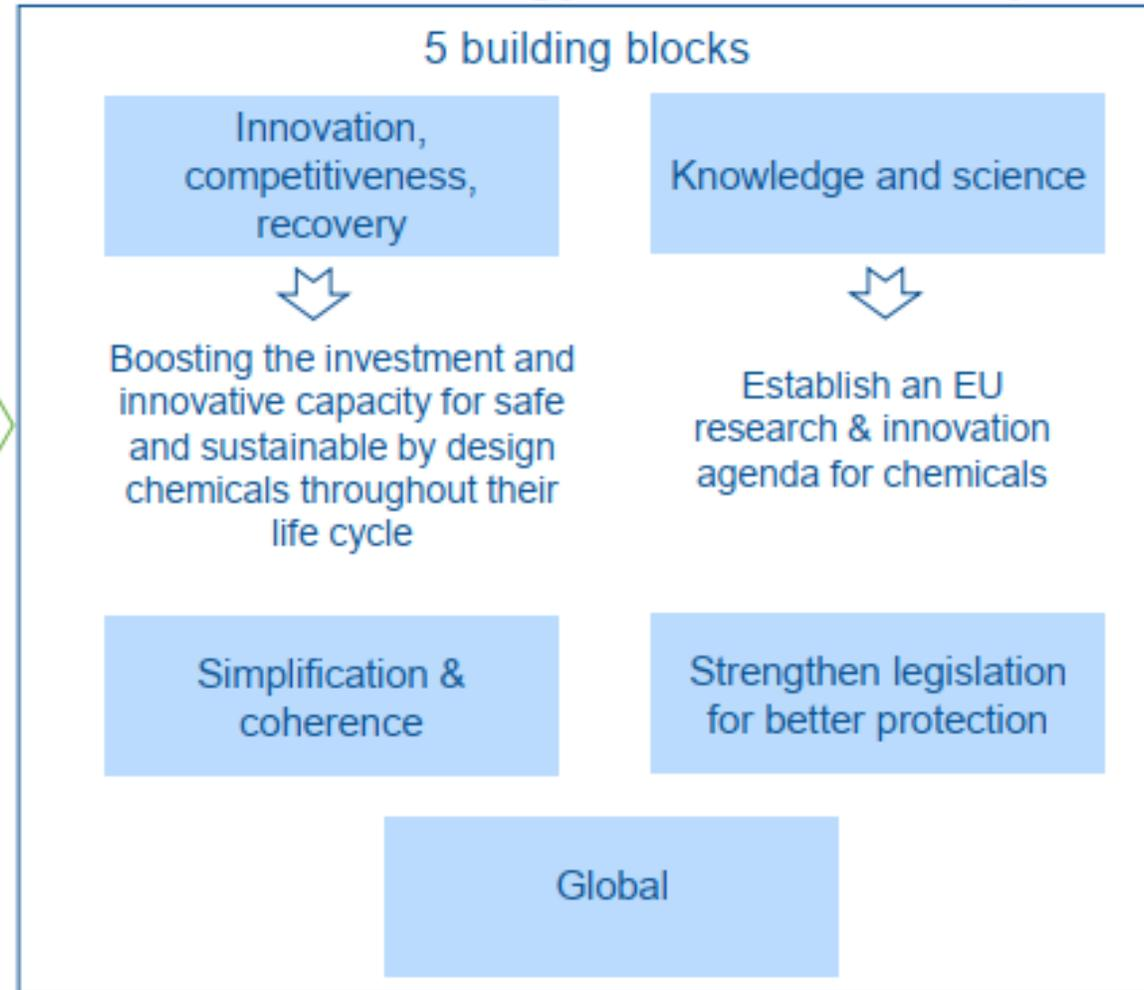 5 building blocks
Innovation,
competitiveness,
recovery
Knowledge and science
Boosting the investment and
innovative capacity for safe
and sustainable by design
chemicals throughout their
life cycle
Establish an EU
research & innovation
agenda for chemicals
Simplification &
coherence
Strengthen legislation
for better protection
Global